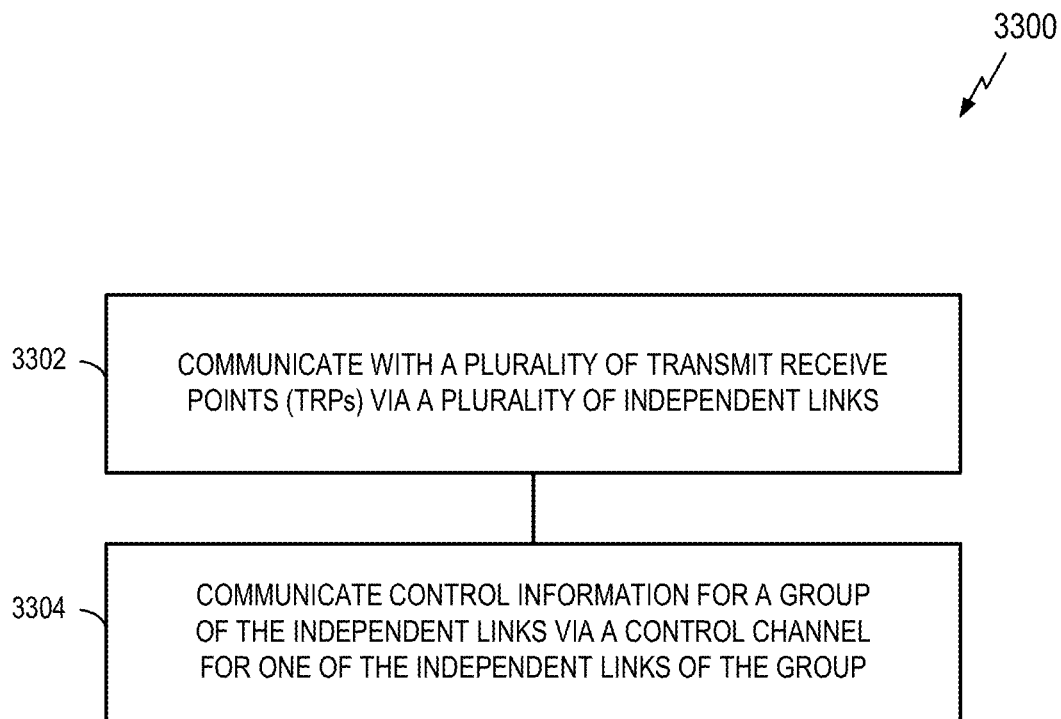 3300
3302
COMMUNICATE WITH A PLURALITY OF TRANSMIT RECEIVE
POINTS (TRPs) VIA A PLURALITY OF INDEPENDENT LINKS
3304
COMMUNICATE CONTROL INFORMATION FOR A GROUP
OF THE INDEPENDENT LINKS VIA A CONTROL CHANNEL
FOR ONE OF THE INDEPENDENT LINKS OF THE GROUP